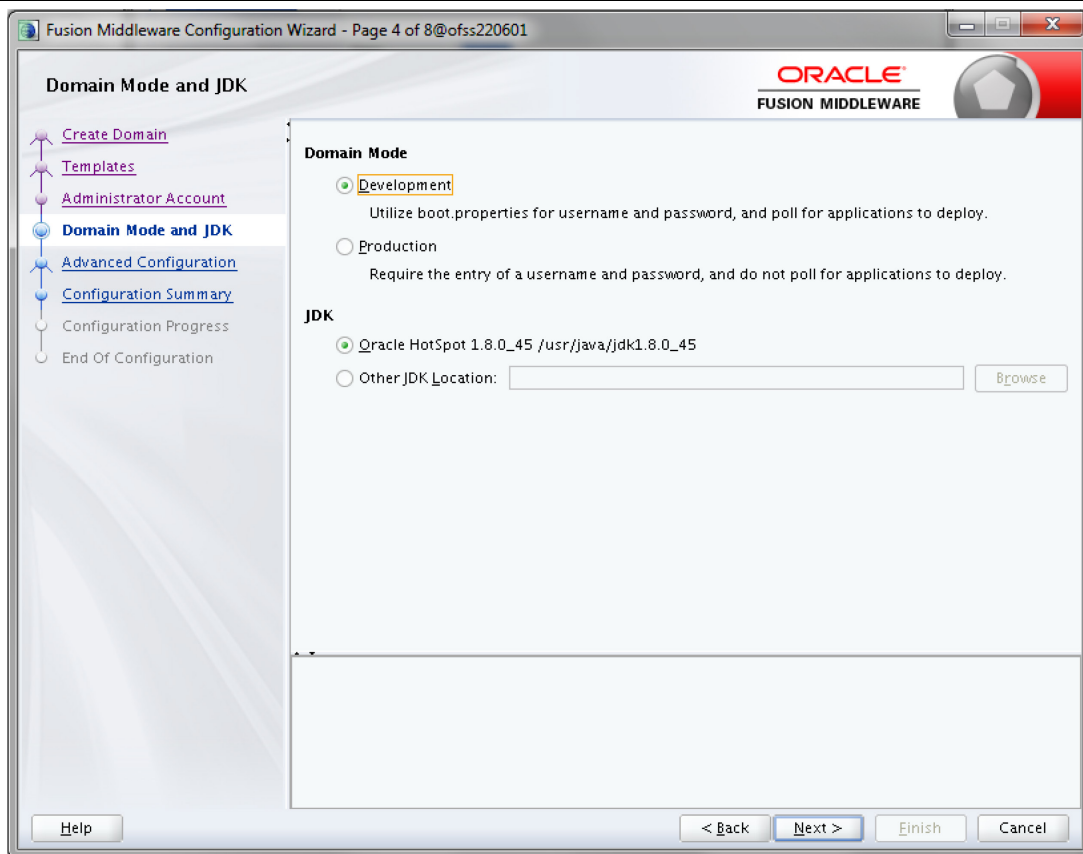 Fusion Middleware Configuration Wizard - Page 4 of 8@ofss220601
Domain Mode and JDK
ORACLE
FUSION MIDDLEWARE
Create Domain
Templates
Administrator Account
Domain Mode and JDK
Advanced Configuration
Configuration Summary
Configuration Progress
End Of Configuration
Domain Mode
Development
Utilize boot.properties for username and password, and poll for applications to deploy.
Production
Require the entry of a username and password, and do not poll for applications to deploy.
JDK
Oracle HotSpot 1.8.0_45 /usr/java/jdk1.8.0_45
Other JDK Location:
Browse
Help
< Back
Next >
Finish
Cancel